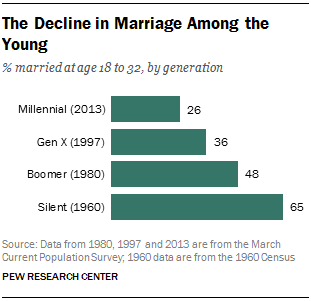 The Decline in Marriage Among the
Young
% married at age 18 to 32, by generation
Millennial (2013) 26
Gen X (1997) 36
Boomer (1980) 48
Silent (1960) 65
Source: Data from 1980, 1997 and 2013 are from the March
Current Population Survey; 1960 data are from the 1960 Census
PEW RESEARCH CENTER